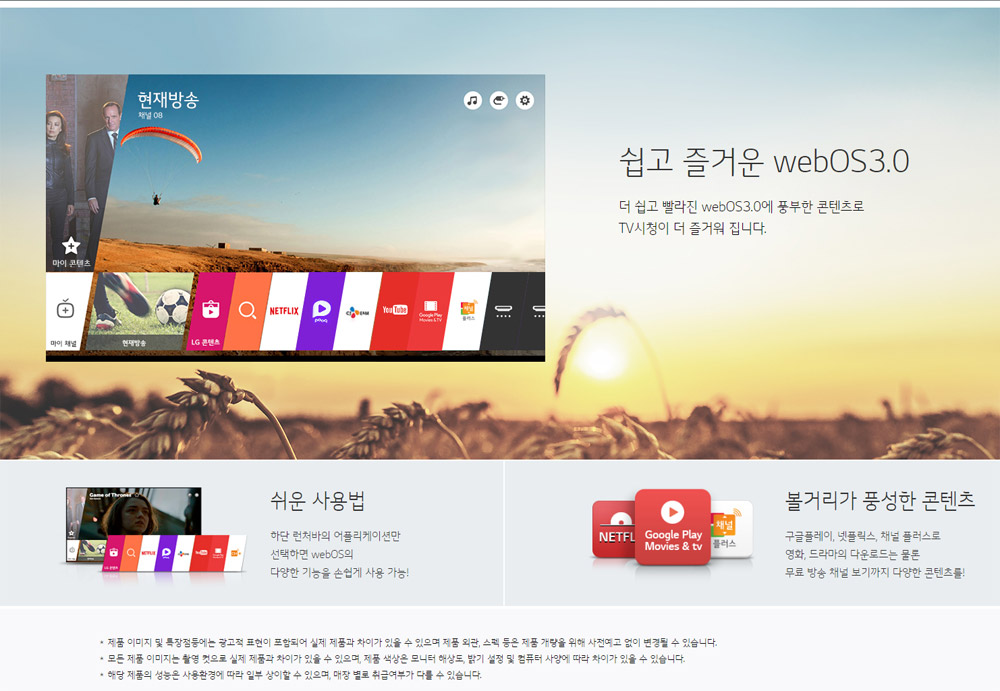 현재방송
채널 08
마이 콘텐츠
마이 채널
현재방송
LG 콘텐츠
NETFLIX
pooq
CJ E&M
YouTube
Google Play
Movies & TV
채널
플러스
쉽고 즐거운 webOS3.0
더 쉽고 빨라진 webOS3.0에 풍부한 콘텐츠로
TV시청이 더 즐거워 집니다.
Game of Thrones
NETFLIX
YouTube
쉬운 사용법
하단 런처바의 어플리케이션만
선택하면 webOS의
다양한 기능을 손쉽게 사용 가능!
NETFL
Google Play
Movies & tv
채널
플러스
볼거리가 풍성한 콘텐츠
구글플레이, 넷플릭스, 채널 플러스로
영화, 드라마의 다운로드는 물론
무료 방송 채널 보기까지 다양한 콘텐츠를!
* 제품 이미지 및 특장점등에는 광고적 표현이 포함되어 실제 제품과 차이가 있을 수 있으며 제품 외관, 스펙 등은 제품 개량을 위해 사전예고 없이 변경될 수 있습니다.
* 모든 제품 이미지는 촬영 컷으로 실제 제품과 차이가 있을 수 있으며, 제품 색상은 모니터 해상도, 밝기 설정 및 컴퓨터 사양에 따라 차이가 있을 수 있습니다.
* 해당 제품의 성능은 사용환경에 따라 일부 상이할 수 있으며, 매장 별로 취급여부가 다를 수 있습니다.